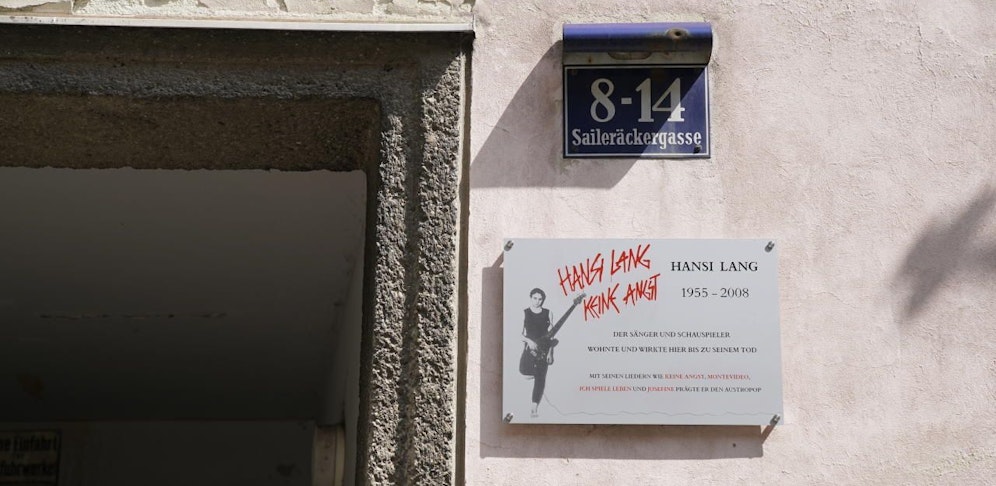 8-14
Saileräckergasse
HANSI LANG
KEINE ANGST
HANSI LANG
1955 – 2008
DER SÄNGER UND SCHAUSPIELER
WOHNTE UND WIRKTE HIER BIS ZU SEINEM TOD
MIT SEINEN LIEDERN WIE KEINE ANGST, MONTEVIDEO,
ICH SPIELE LEBEN UND JOSEFINE PRÄGTE ER DEN AUSTROPOP
Einfahrt